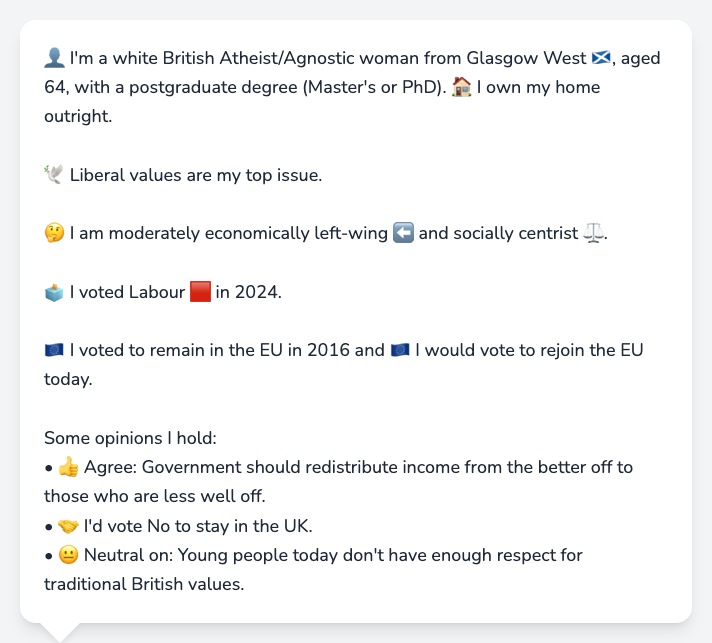 👤 I'm a white British Atheist/Agnostic woman from Glasgow West 🏴󠁧󠁢󠁳󠁣󠁴󠁿, aged
64, with a postgraduate degree (Master's or PhD). 🏠 I own my home
outright.
🕊️ Liberal values are my top issue.
🤔 I am moderately economically left-wing ⬅️ and socially centrist ⚖️.
🗳️ I voted Labour 🟥 in 2024.
🇪🇺 I voted to remain in the EU in 2016 and 🇪🇺 I would vote to rejoin the EU
today.
Some opinions I hold:
• 👍 Agree: Government should redistribute income from the better off to
those who are less well off.
• 🤝 I'd vote No to stay in the UK.
• 😐 Neutral on: Young people today don't have enough respect for
traditional British values.